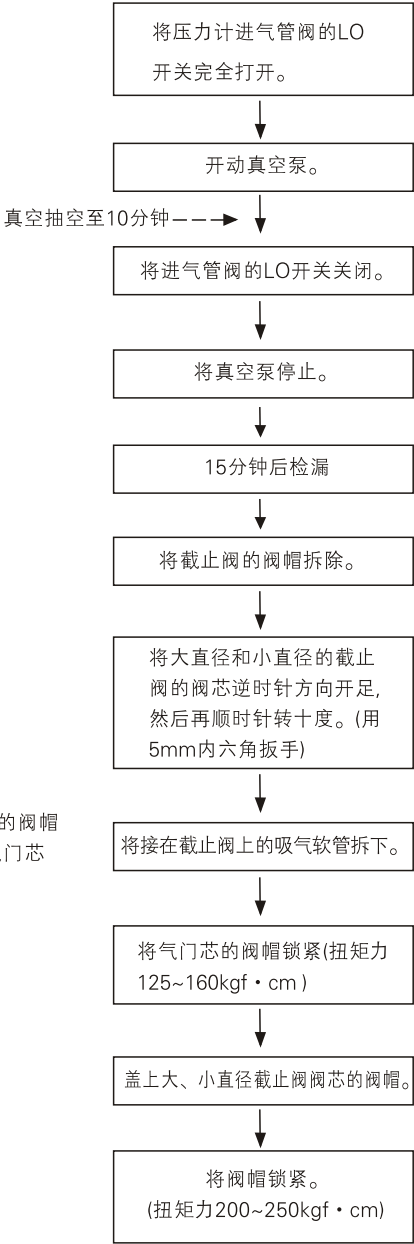 将压力计进气管阀的LO
开关完全打开。
开动真空泵。
真空抽空至10分钟
将进气管阀的LO开关关闭。
将真空泵停止。
15分钟后检漏
将截止阀的阀帽拆除。
将大直径和小直径的截止
阀的阀芯逆时针方向开足,
然后再顺时针转十度。(用
5mm内六角扳手)
的阀帽
门芯
将接在截止阀上的吸气软管拆下。
将气门芯的阀帽锁紧(扭矩力
125~160kgf·cm )
盖上大、小直径截止阀阀芯的阀帽。
将阀帽锁紧。
(扭矩力200~250kgf·cm)